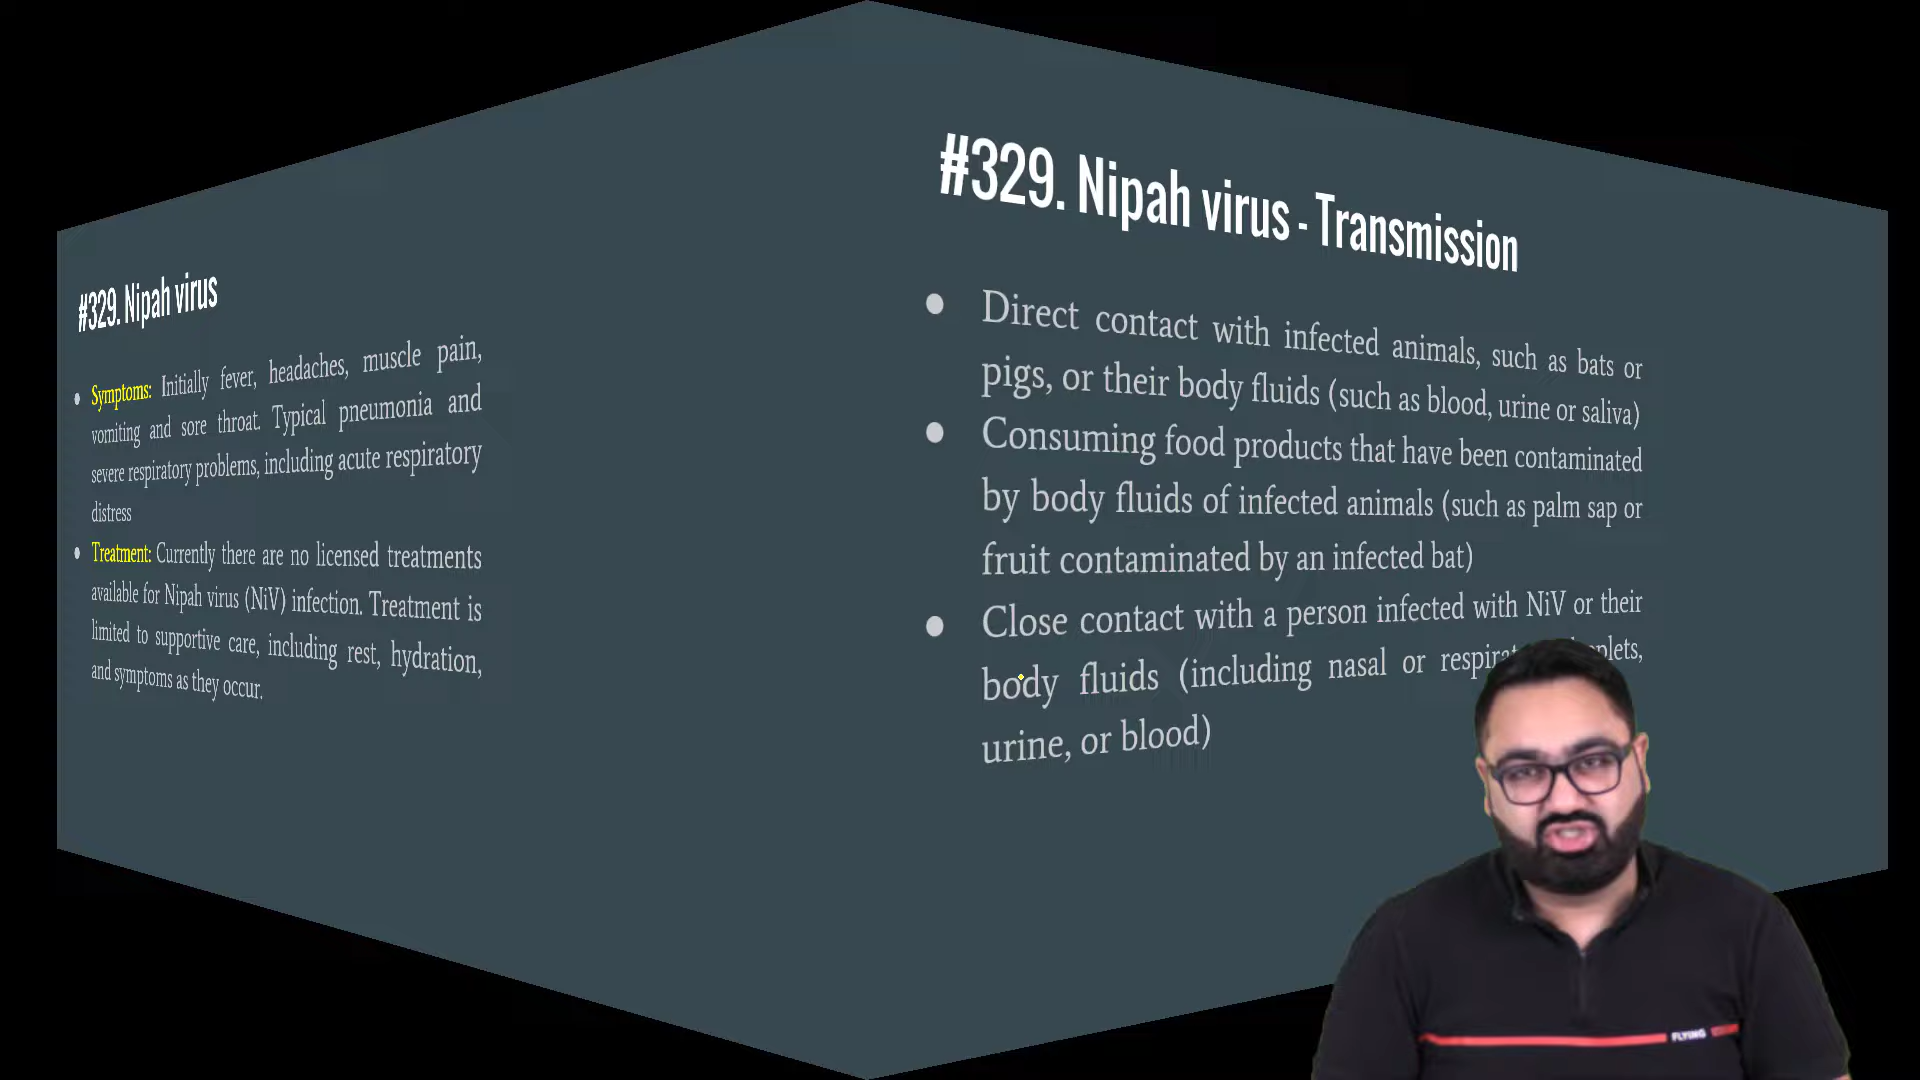 #329. Nipah virus
Symptoms: Initially fever, headaches, muscle pain,
vomiting and sore throat. Typical pneumonia and
severe respiratory problems, including acute respiratory
distress
Treatment: Currently there are no licensed treatments
available for Nipah virus (NiV) infection. Treatment is
limited to supportive care, including rest, hydration,
and symptoms as they occur.
#329. Nipah virus - Transmission
Direct contact with infected animals, such as bats or
pigs, or their body fluids (such as blood, urine or saliva)
Consuming food products that have been contaminated
by body fluids of infected animals (such as palm sap or
fruit contaminated by an infected bat)
Close contact with a person infected with NiV or their
body fluids (including nasal or
urine, or blood)
FLYING